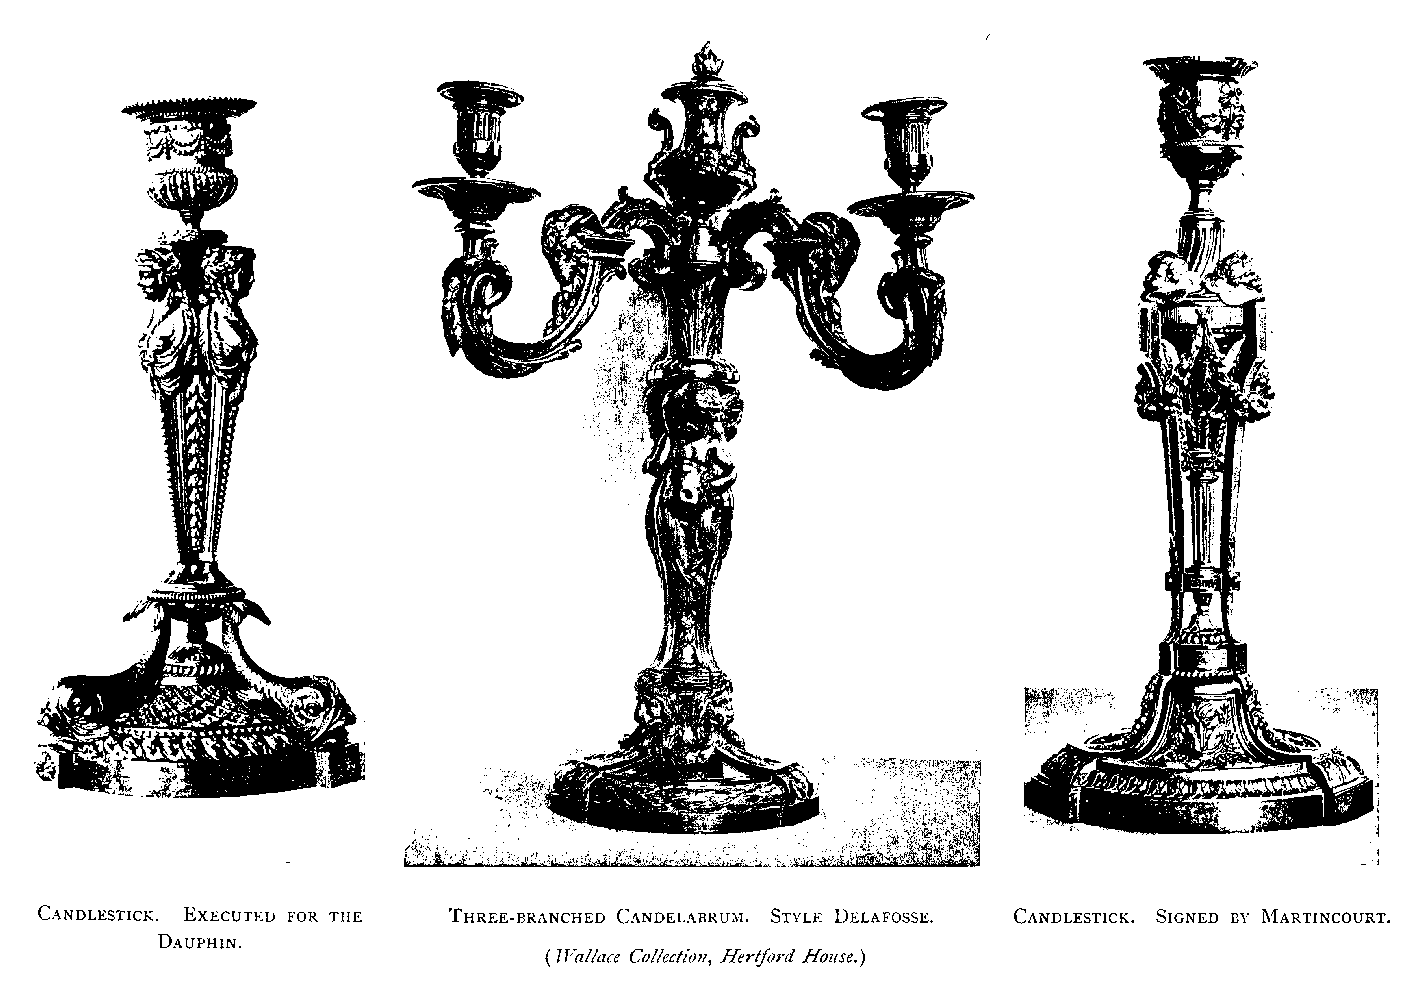 CANDLESTICK. EXECUTED FOR THE
DAUPHIN.
THREE-BRANCHED CANDELABRUM. STYLE DELAFOSSE.
(Wallace Collection, Hertford House.)
CANDLESTICK. SIGNED BY MARTINCOURT.